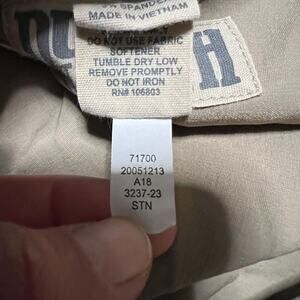 % SPANDEX
MADE IN VIETNAM
DO NOT USE FABRIC
SOFTENER
TUMBLE DRY LOW
REMOVE PROMPTLY
DO NOT IRON
RN# 106803
71700
20051213
A18
3237-23
STN